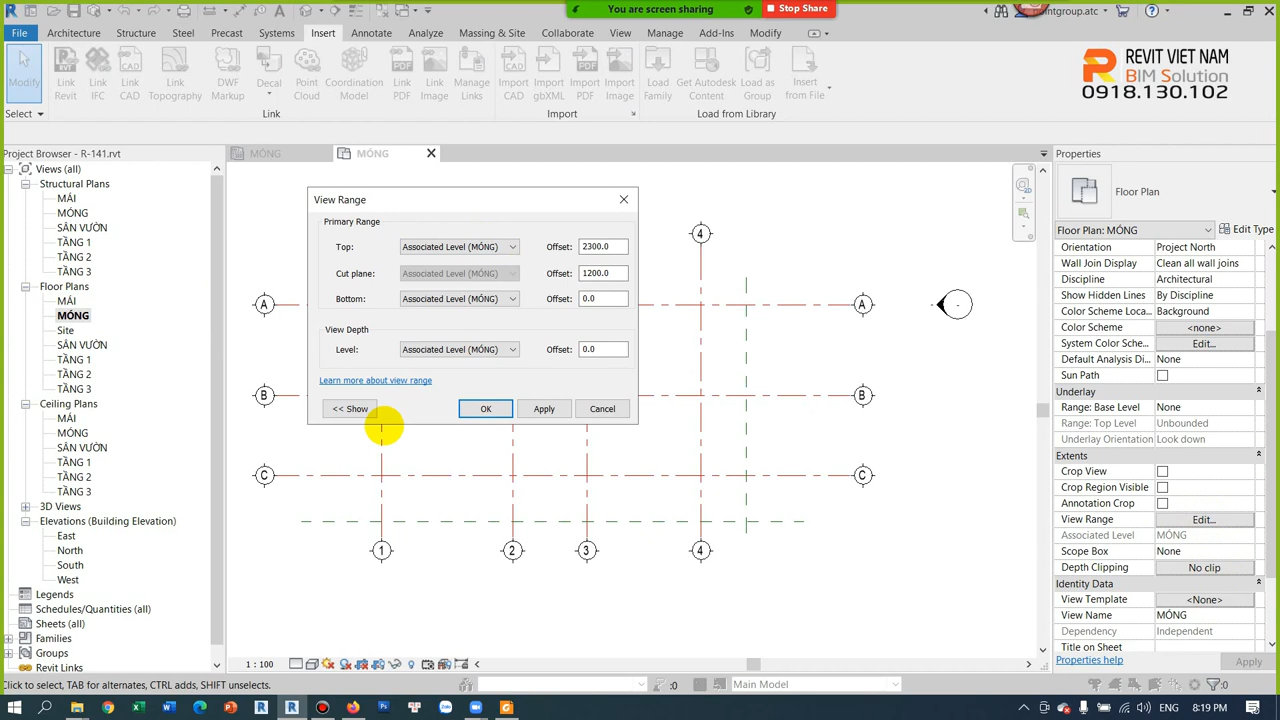 You are screen sharing
Stop Share
File
Architecture
Structure
Steel
Precast
Systems
Insert
Annotate
Analyze
Massing & Site
Collaborate
View
Manage
Add-Ins
Modify
Modify
Link Revit
Link IFC
Link CAD
Link Topography
DWF Markup
Decal
Point Cloud
Coordination Model
Link PDF
Link Image
Manage Links
Import CAD
Import gbXML
Import PDF
Import Image
Load Family
Get Autodesk Content
Load as Group
Insert from File
Select
Link
Import
Load from Library
REVIT VIET NAM
BIM Solution
0918.130.102
Project Browser - R-141.rvt
Views (all)
Structural Plans
MÁI
MÓNG
SÂN VƯỜN
TẦNG 1
TẦNG 2
TẦNG 3
Floor Plans
MÁI
MÓNG
Site
SÂN VƯỜN
TẦNG 1
TẦNG 2
TẦNG 3
Ceiling Plans
MÁI
MÓNG
SÂN VƯỜN
TẦNG 1
TẦNG 2
TẦNG 3
3D Views
Elevations (Building Elevation)
East
North
South
West
Legends
Schedules/Quantities (all)
Sheets (all)
Families
Groups
Revit Links
MÓNG
MÓNG
View Range
Primary Range
Top: Associated Level (MÓNG) Offset: 2300.0
Cut plane: Associated Level (MÓNG) Offset: 1200.0
Bottom: Associated Level (MÓNG) Offset: 0.0
View Depth
Level: Associated Level (MÓNG) Offset: 0.0
Learn more about view range
<< Show OK Apply Cancel
4
A A
B B
C C
1 2 3 4
Properties
Floor Plan
Floor Plan: MÓNG Edit Type
Orientation Project North
Wall Join Display Clean all wall joins
Discipline Architectural
Show Hidden Lines By Discipline
Color Scheme Loca... Background
Color Scheme <none>
System Color Sche... Edit...
Default Analysis Di... None
Sun Path
Underlay
Range: Base Level None
Range: Top Level Unbounded
Underlay Orientation Look down
Extents
Crop View
Crop Region Visible
Annotation Crop
View Range Edit...
Associated Level MÓNG
Scope Box None
Depth Clipping No clip
Identity Data
View Template <None>
View Name MÓNG
Dependency Independent
Title on Sheet
Properties help Apply
1 : 100
Click to select, TAB for alternates, CTRL adds, SHIFT unselects.
:0
Main Model
:0
ENG 8:19 PM